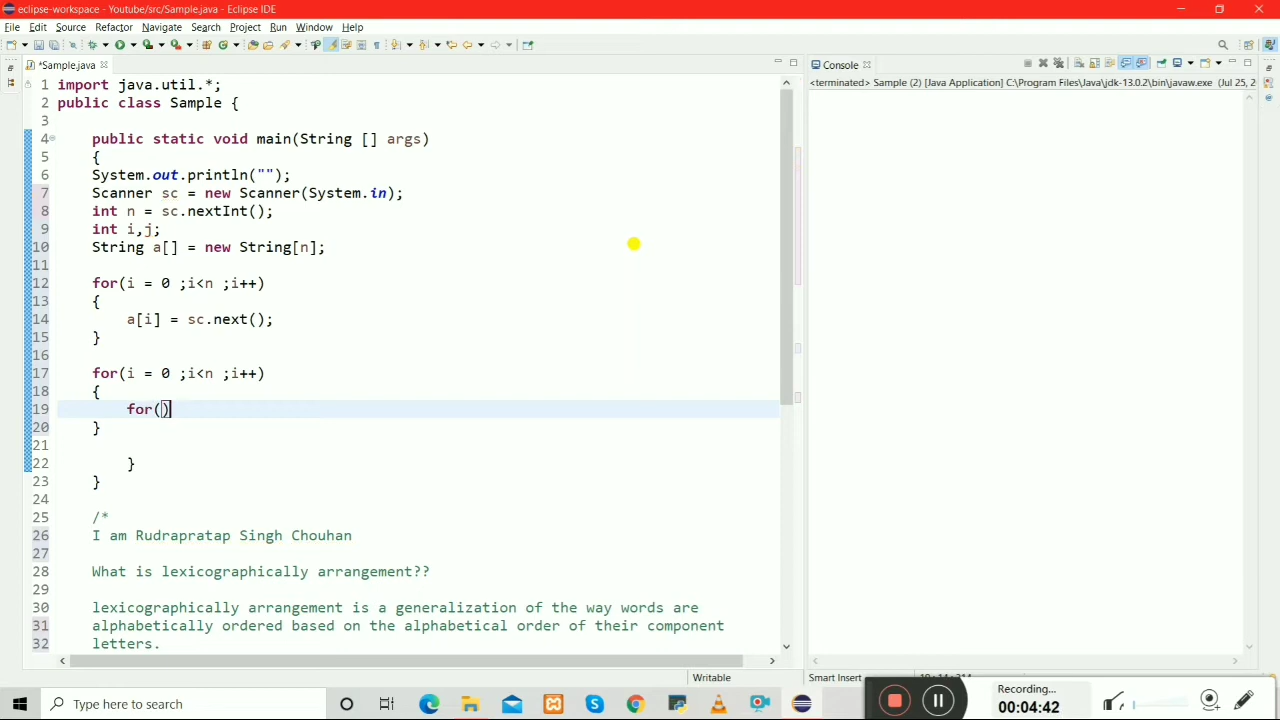 eclipse-workspace - Youtube/src/Sample.java - Eclipse IDE
File Edit Source Refactor Navigate Search Project Run Window Help
*Sample.java
Console
<terminated> Sample (2) [Java Application] C:\Program Files\Java\jdk-13.0.2\bin\javaw.exe (Jul 25, 2
1 import java.util.*;
2 public class Sample {
3
4 public static void main(String [] args)
5 {
6 System.out.println("");
7 Scanner sc = new Scanner(System.in);
8 int n = sc.nextInt();
9 int i,j;
10 String a[] = new String[n];
11
12 for(i = 0 ;i<n ;i++)
13 {
14 a[i] = sc.next();
15 }
16
17 for(i = 0 ;i<n ;i++)
18 {
19 for()
20 }
21
22 }
23 }
24
25 /*
26 I am Rudrapratap Singh Chouhan
27
28 What is lexicographically arrangement??
29
30 lexicographically arrangement is a generalization of the way words are
31 alphabetically ordered based on the alphabetical order of their component
32 letters.
Writable
Smart Insert
Type here to search
Recording...
00:04:42